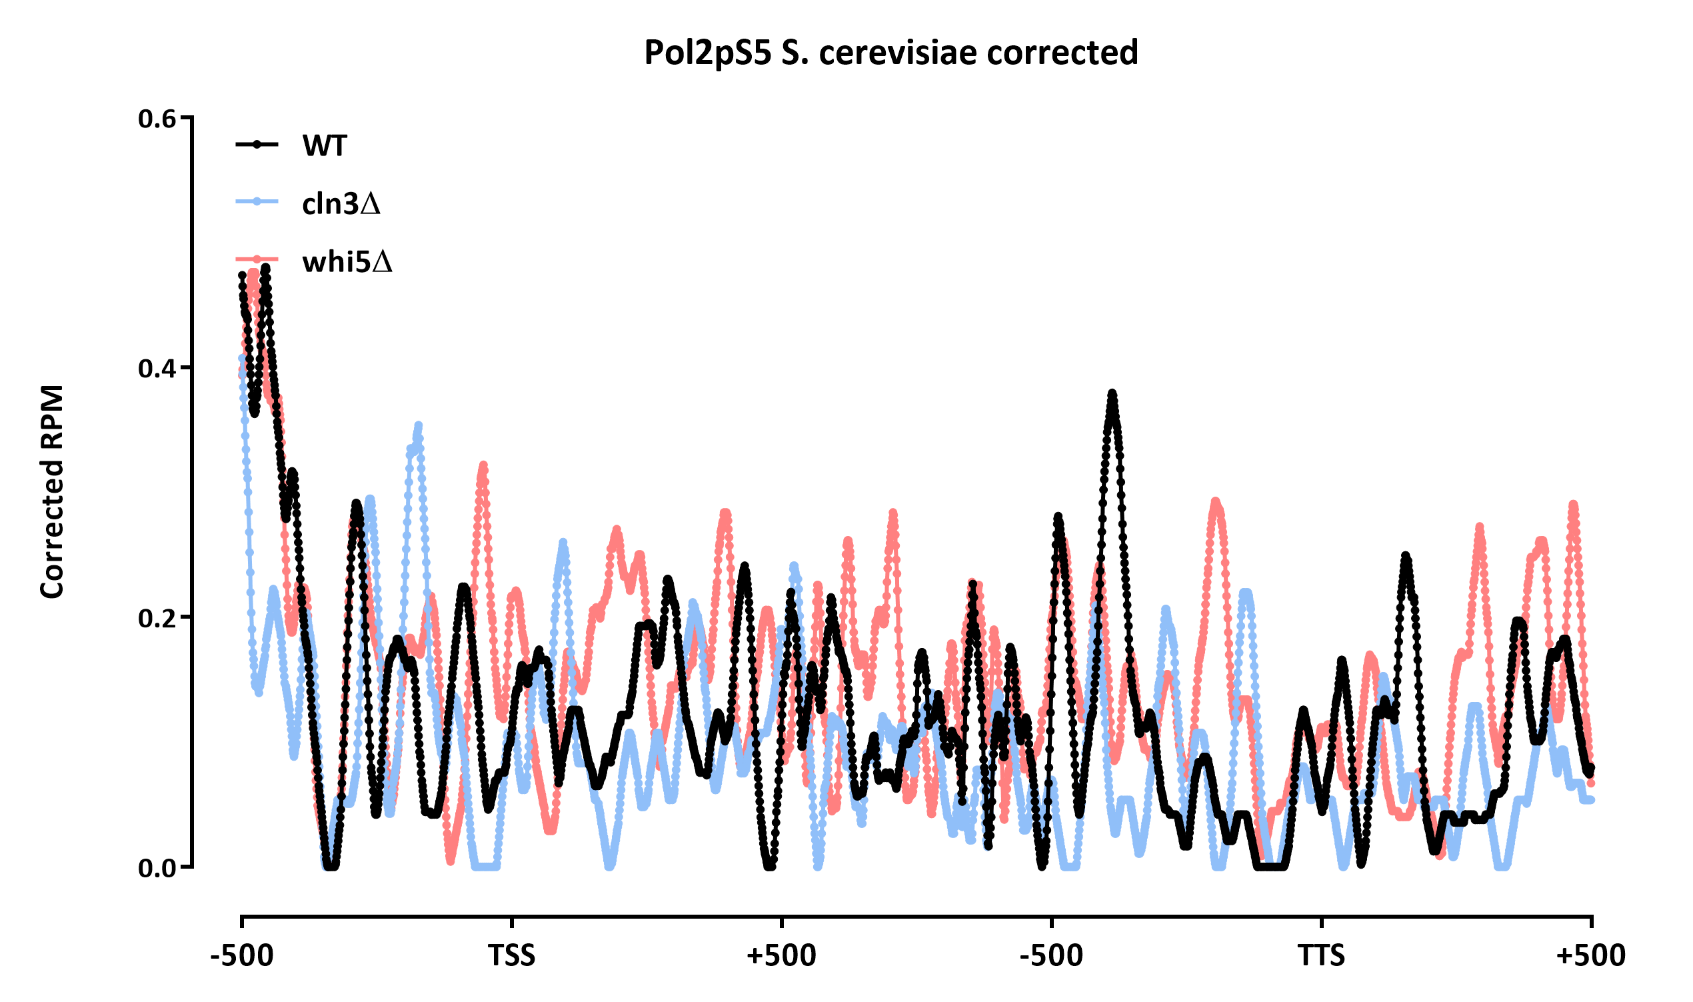 Pol2pS5 S. cerevisiae corrected
0.6
WT
cln3Δ
whi5Δ
0.4
Corrected RPM
0.2
0.0
-500 TSS +500 -500 TTS +500